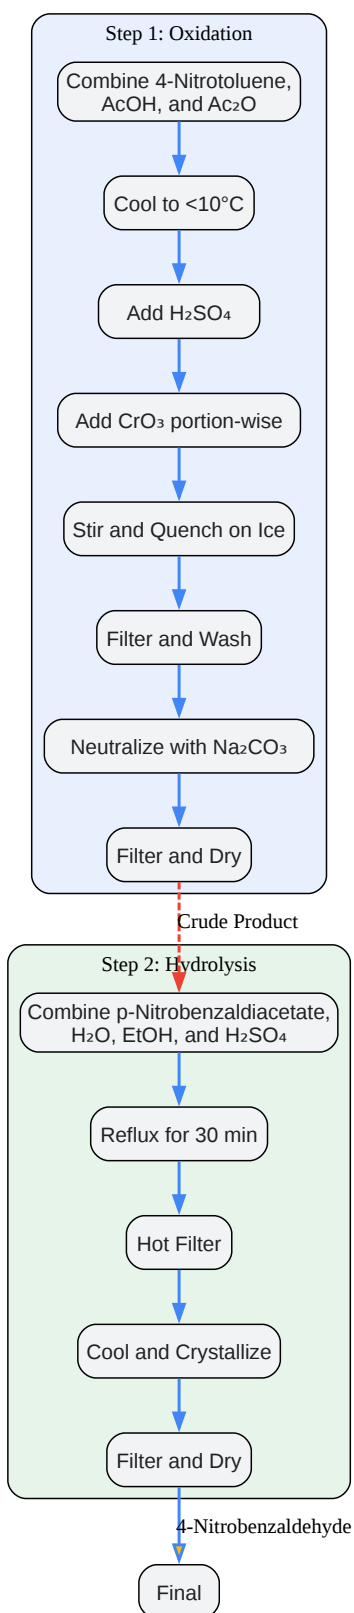 Step 1: Oxidation
Combine 4-Nitrotoluene,
AcOH, and Ac₂O
Cool to <10°C
Add H₂SO₄
Add CrO₃ portion-wise
Stir and Quench on Ice
Filter and Wash
Neutralize with Na₂CO₃
Filter and Dry
Crude Product
Step 2: Hydrolysis
Combine p-Nitrobenzaldiacetate,
H₂O, EtOH, and H₂SO₄
Reflux for 30 min
Hot Filter
Cool and Crystallize
Filter and Dry
4-Nitrobenzaldehyde
Final